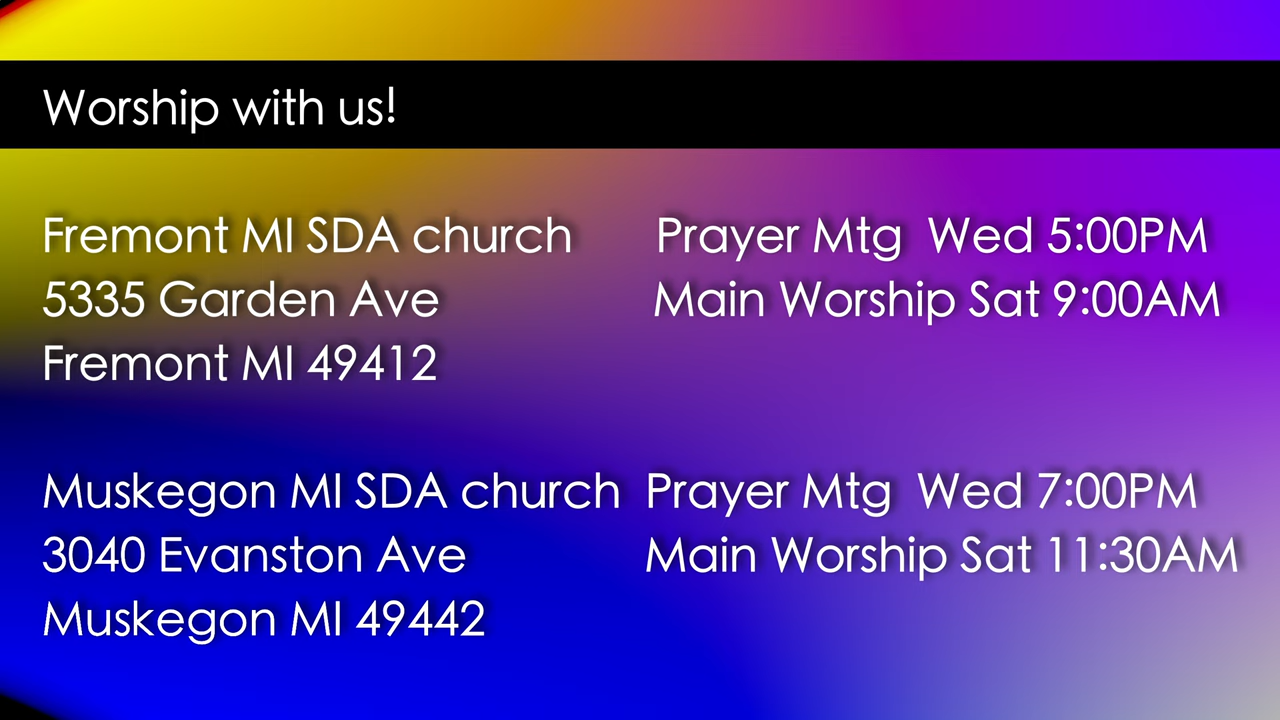 Worship with us!
Fremont MI SDA church Prayer Mtg Wed 5:00PM
5335 Garden Ave Main Worship Sat 9:00AM
Fremont MI 49412
Muskegon MI SDA church Prayer Mtg Wed 7:00PM
3040 Evanston Ave Main Worship Sat 11:30AM
Muskegon MI 49442